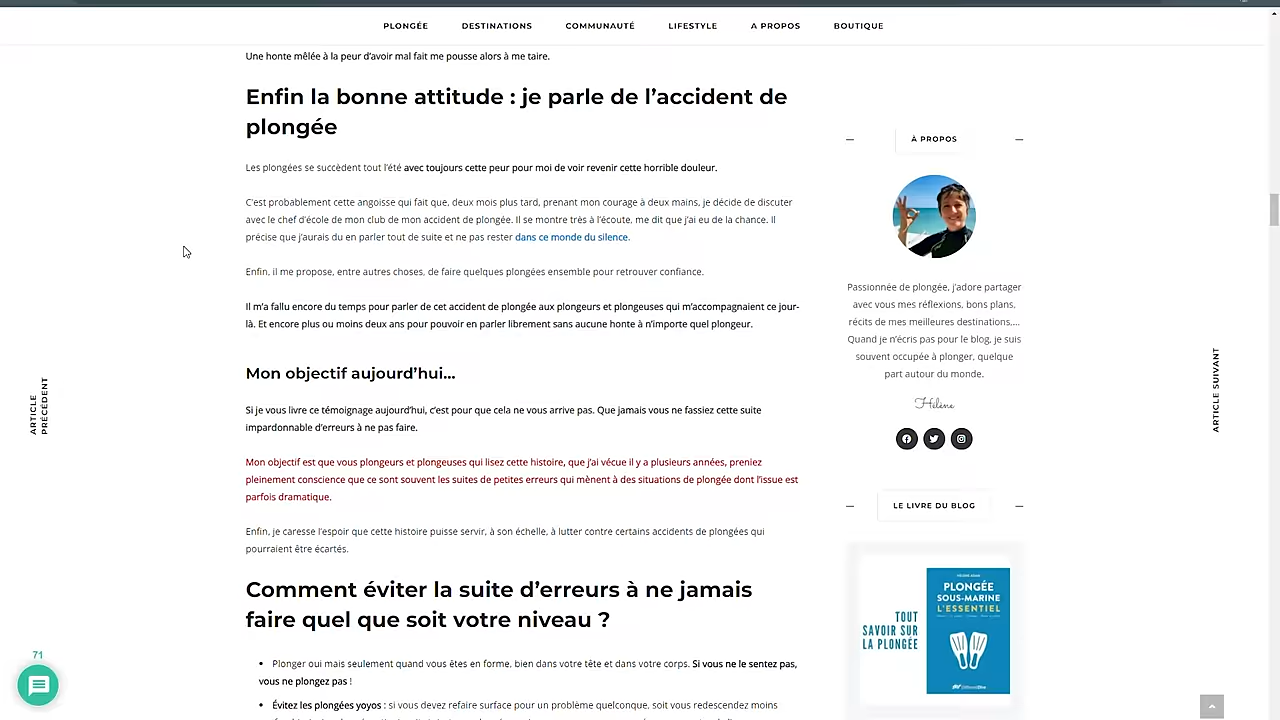 PLONGÉE DESTINATIONS COMMUNAUTÉ LIFESTYLE A PROPOS BOUTIQUE
Une honte mêlée à la peur d'avoir mal fait me pousse alors à me taire.
Enfin la bonne attitude : je parle de l'accident de
plongée
Les plongées se succèdent tout l'été avec toujours cette peur pour moi de voir revenir cette horrible douleur.
C'est probablement cette angoisse qui fait que, deux mois plus tard, prenant mon courage à deux mains, je décide de discuter
avec le chef d'école de mon club de mon accident de plongée. Il se montre très à l'écoute, me dit que j'ai eu de la chance. Il
précise que j'aurais du en parler tout de suite et ne pas rester dans ce monde du silence.
Enfin, il me propose, entre autres choses, de faire quelques plongées ensemble pour retrouver confiance.
Il m'a fallu encore du temps pour parler de cet accident de plongée aux plongeurs et plongeuses qui m'accompagnaient ce jour-
là. Et encore plus ou moins deux ans pour pouvoir en parler librement sans aucune honte à n'importe quel plongeur.
Mon objectif aujourd'hui...
Si je vous livre ce témoignage aujourd'hui, c'est pour que cela ne vous arrive pas. Que jamais vous ne fassiez cette suite
impardonnable d'erreurs à ne pas faire.
Mon objectif est que vous plongeurs et plongeuses qui lisez cette histoire, que j'ai vécue il y a plusieurs années, preniez
pleinement conscience que ce sont souvent les suites de petites erreurs qui mènent à des situations de plongée dont l'issue est
parfois dramatique.
Enfin, je caresse l'espoir que cette histoire puisse servir, à son échelle, à lutter contre certains accidents de plongées qui
pourraient être écartés.
Comment éviter la suite d'erreurs à ne jamais
faire quel que soit votre niveau ?
• Plonger oui mais seulement quand vous êtes en forme, bien dans votre tête et dans votre corps. Si vous ne le sentez pas,
vous ne plongez pas !
• Évitez les plongées yoyos : si vous devez refaire surface pour un problème quelconque, soit vous redescendez moins
À PROPOS
Passionnée de plongée, j'adore partager
avec vous mes réflexions, bons plans,
récits de mes meilleures destinations,...
Quand je n'écris pas pour le blog, je suis
souvent occupée à plonger, quelque
part autour du monde.
Hélène
LE LIVRE DU BLOG
TOUT
SAVOIR SUR
LA PLONGÉE
PLONGÉE
SOUS-MARINE
L'ESSENTIEL
ARTICLE
PRÉCÉDENT
ARTICLE SUIVANT
71